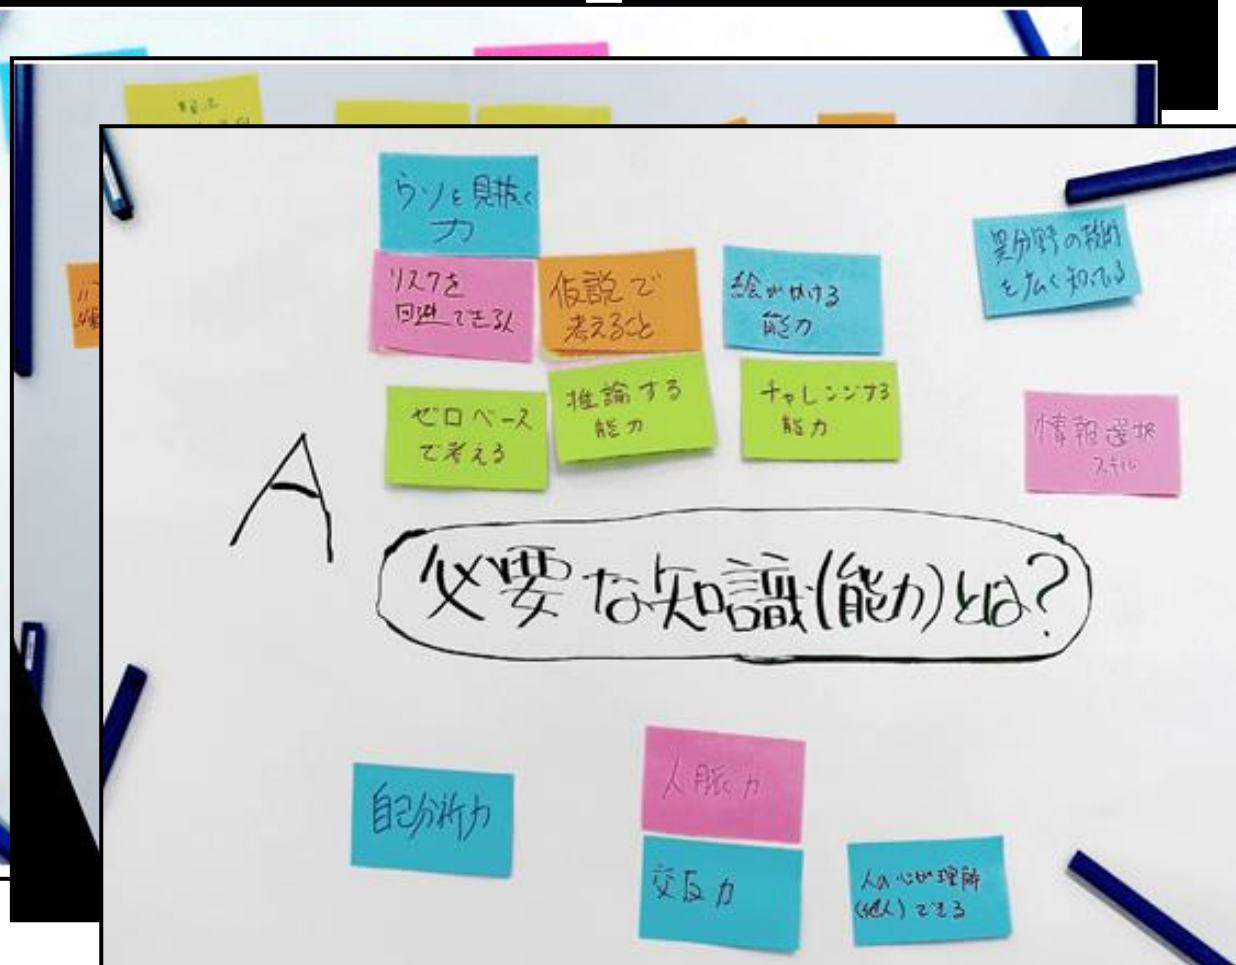 ウソを見抜く
力
リスクを
回避できる人
仮説で
考えること
絵がかける
能力
異分野の技術
を広く知っている
ゼロベース
で考える
推論する
能力
チャレンジする
能力
情報選択
スキル
A
必要な知識(能力)とは?
自己分析力
人脈力
交友力
人の心が理解
(他人)できる